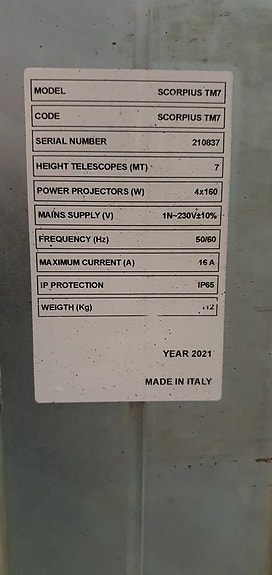 MODEL SCORPIUS TM7
CODE SCORPIUS TM7
SERIAL NUMBER 210837
HEIGHT TELESCOPES (MT) 7
POWER PROJECTORS (W) 4x160
MAINS SUPPLY (V) 1N~230V±10%
FREQUENCY (Hz) 50/60
MAXIMUM CURRENT (A) 16 A
IP PROTECTION IP65
WEIGTH (Kg)
YEAR 2021
MADE IN ITALY